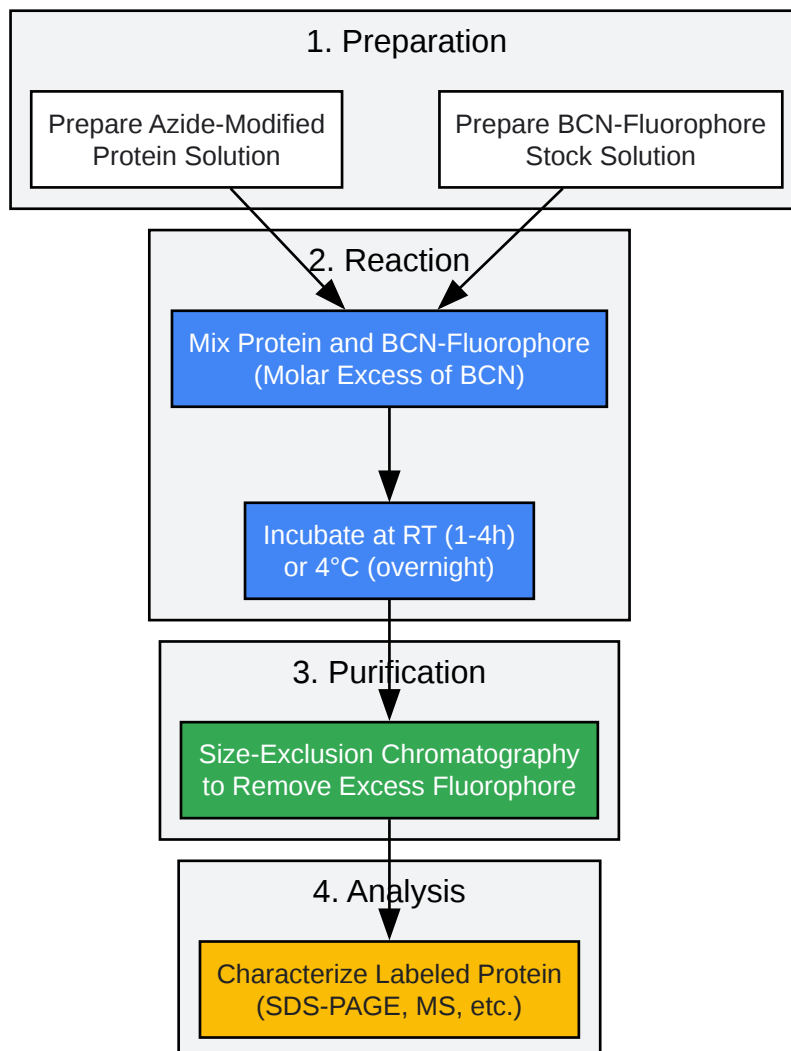 1. Preparation
Prepare Azide-Modified
Protein Solution
Prepare BCN-Fluorophore
Stock Solution
2. Reaction
Mix Protein and BCN-Fluorophore
(Molar Excess of BCN)
Incubate at RT (1-4h)
or 4°C (overnight)
3. Purification
Size-Exclusion Chromatography
to Remove Excess Fluorophore
4. Analysis
Characterize Labeled Protein
(SDS-PAGE, MS, etc.)